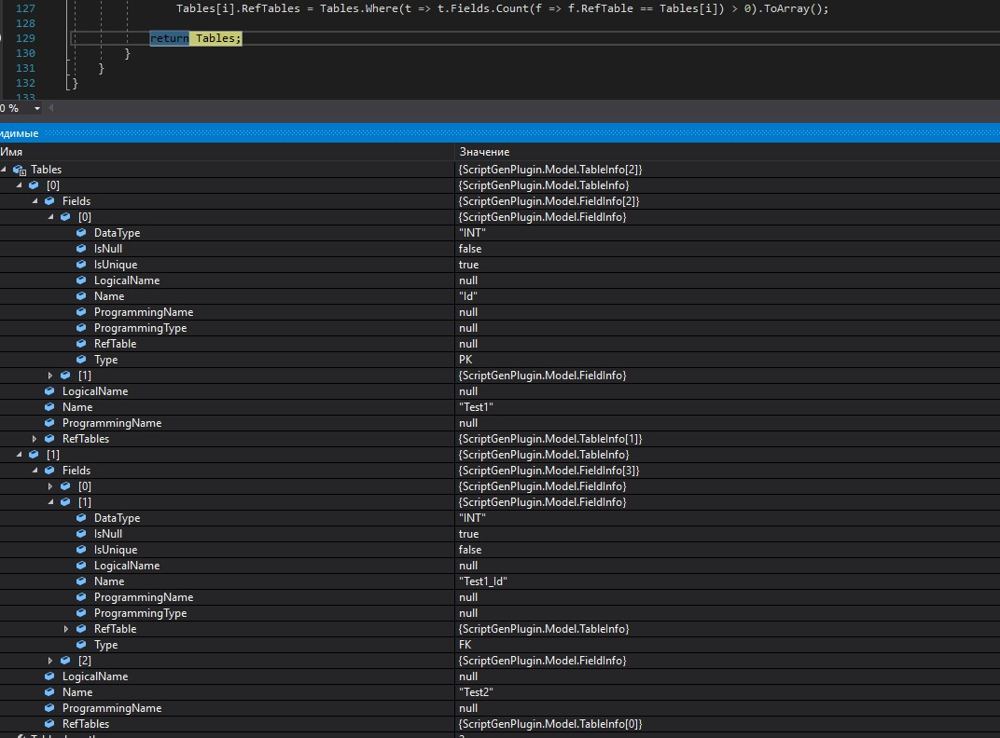 127 Tables[i].RefTables = Tables.Where(t => t.Fields.Count(f => f.RefTable == Tables[i]) > 0).ToArray();
128
129 return Tables;
130 }
131 }
132 }
133
0 %
идимые
Имя Значение
Tables {ScriptGenPlugin.Model.TableInfo[2]}
[0] {ScriptGenPlugin.Model.TableInfo}
Fields {ScriptGenPlugin.Model.FieldInfo[2]}
[0] {ScriptGenPlugin.Model.FieldInfo}
DataType "INT"
IsNull false
IsUnique true
LogicalName null
Name "Id"
ProgrammingName null
ProgrammingType null
RefTable null
Type PK
[1] {ScriptGenPlugin.Model.FieldInfo}
LogicalName null
Name "Test1"
ProgrammingName null
RefTables {ScriptGenPlugin.Model.TableInfo[1]}
[1] {ScriptGenPlugin.Model.TableInfo}
Fields {ScriptGenPlugin.Model.FieldInfo[3]}
[0] {ScriptGenPlugin.Model.FieldInfo}
[1] {ScriptGenPlugin.Model.FieldInfo}
DataType "INT"
IsNull true
IsUnique false
LogicalName null
Name "Test1_Id"
ProgrammingName null
ProgrammingType null
RefTable {ScriptGenPlugin.Model.TableInfo}
Type FK
[2] {ScriptGenPlugin.Model.FieldInfo}
LogicalName null
Name "Test2"
ProgrammingName null
RefTables {ScriptGenPlugin.Model.TableInfo[0]}